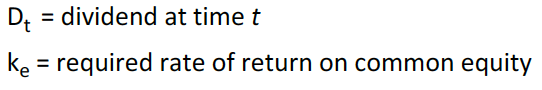 Dₜ = dividend at time t
kₑ = required rate of return on common equity